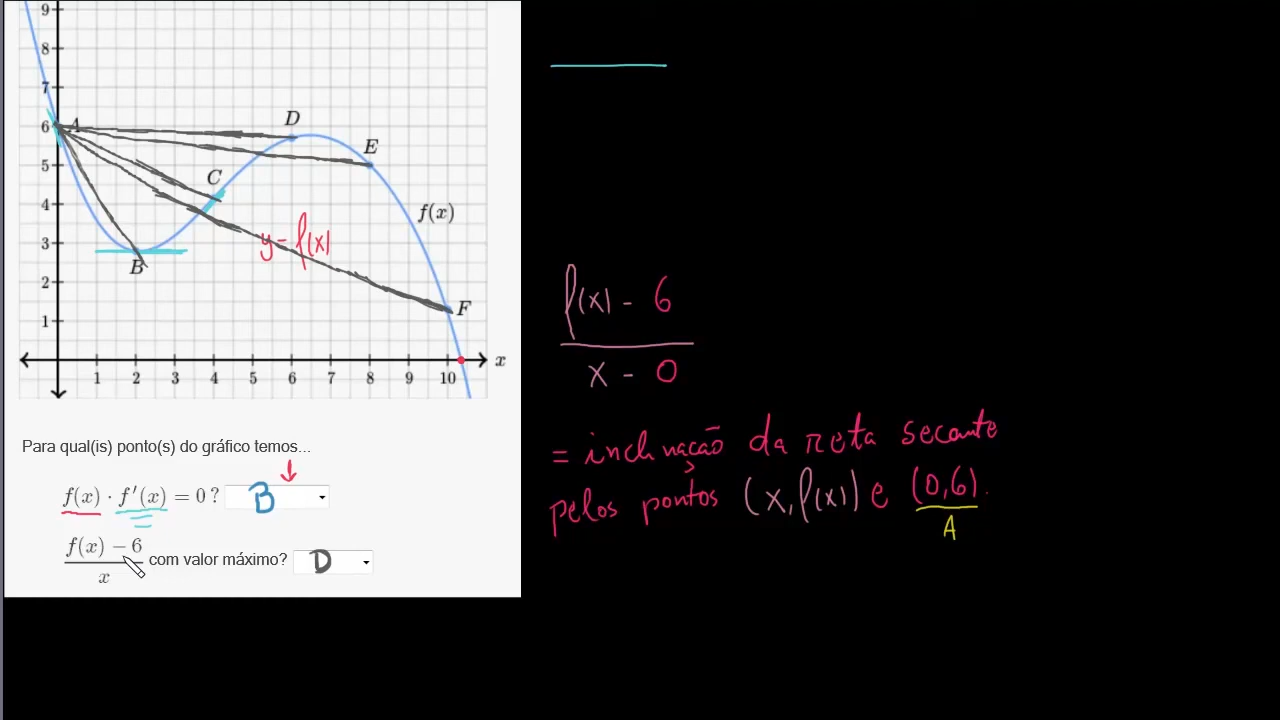 9
8
7
6
5
4
3
2
1
A
B
C
D
E
F
f(x)
y = f(x)
x
1 2 3 4 5 6 7 8 9 10
Para qual(is) ponto(s) do gráfico temos...
f(x) · f′(x) = 0 ? B
f(x) − 6
x
com valor máximo? D
f(x) - 6
x - 0
= inclinação da reta secante
pelos pontos (x, f(x)) e (0,6).
A